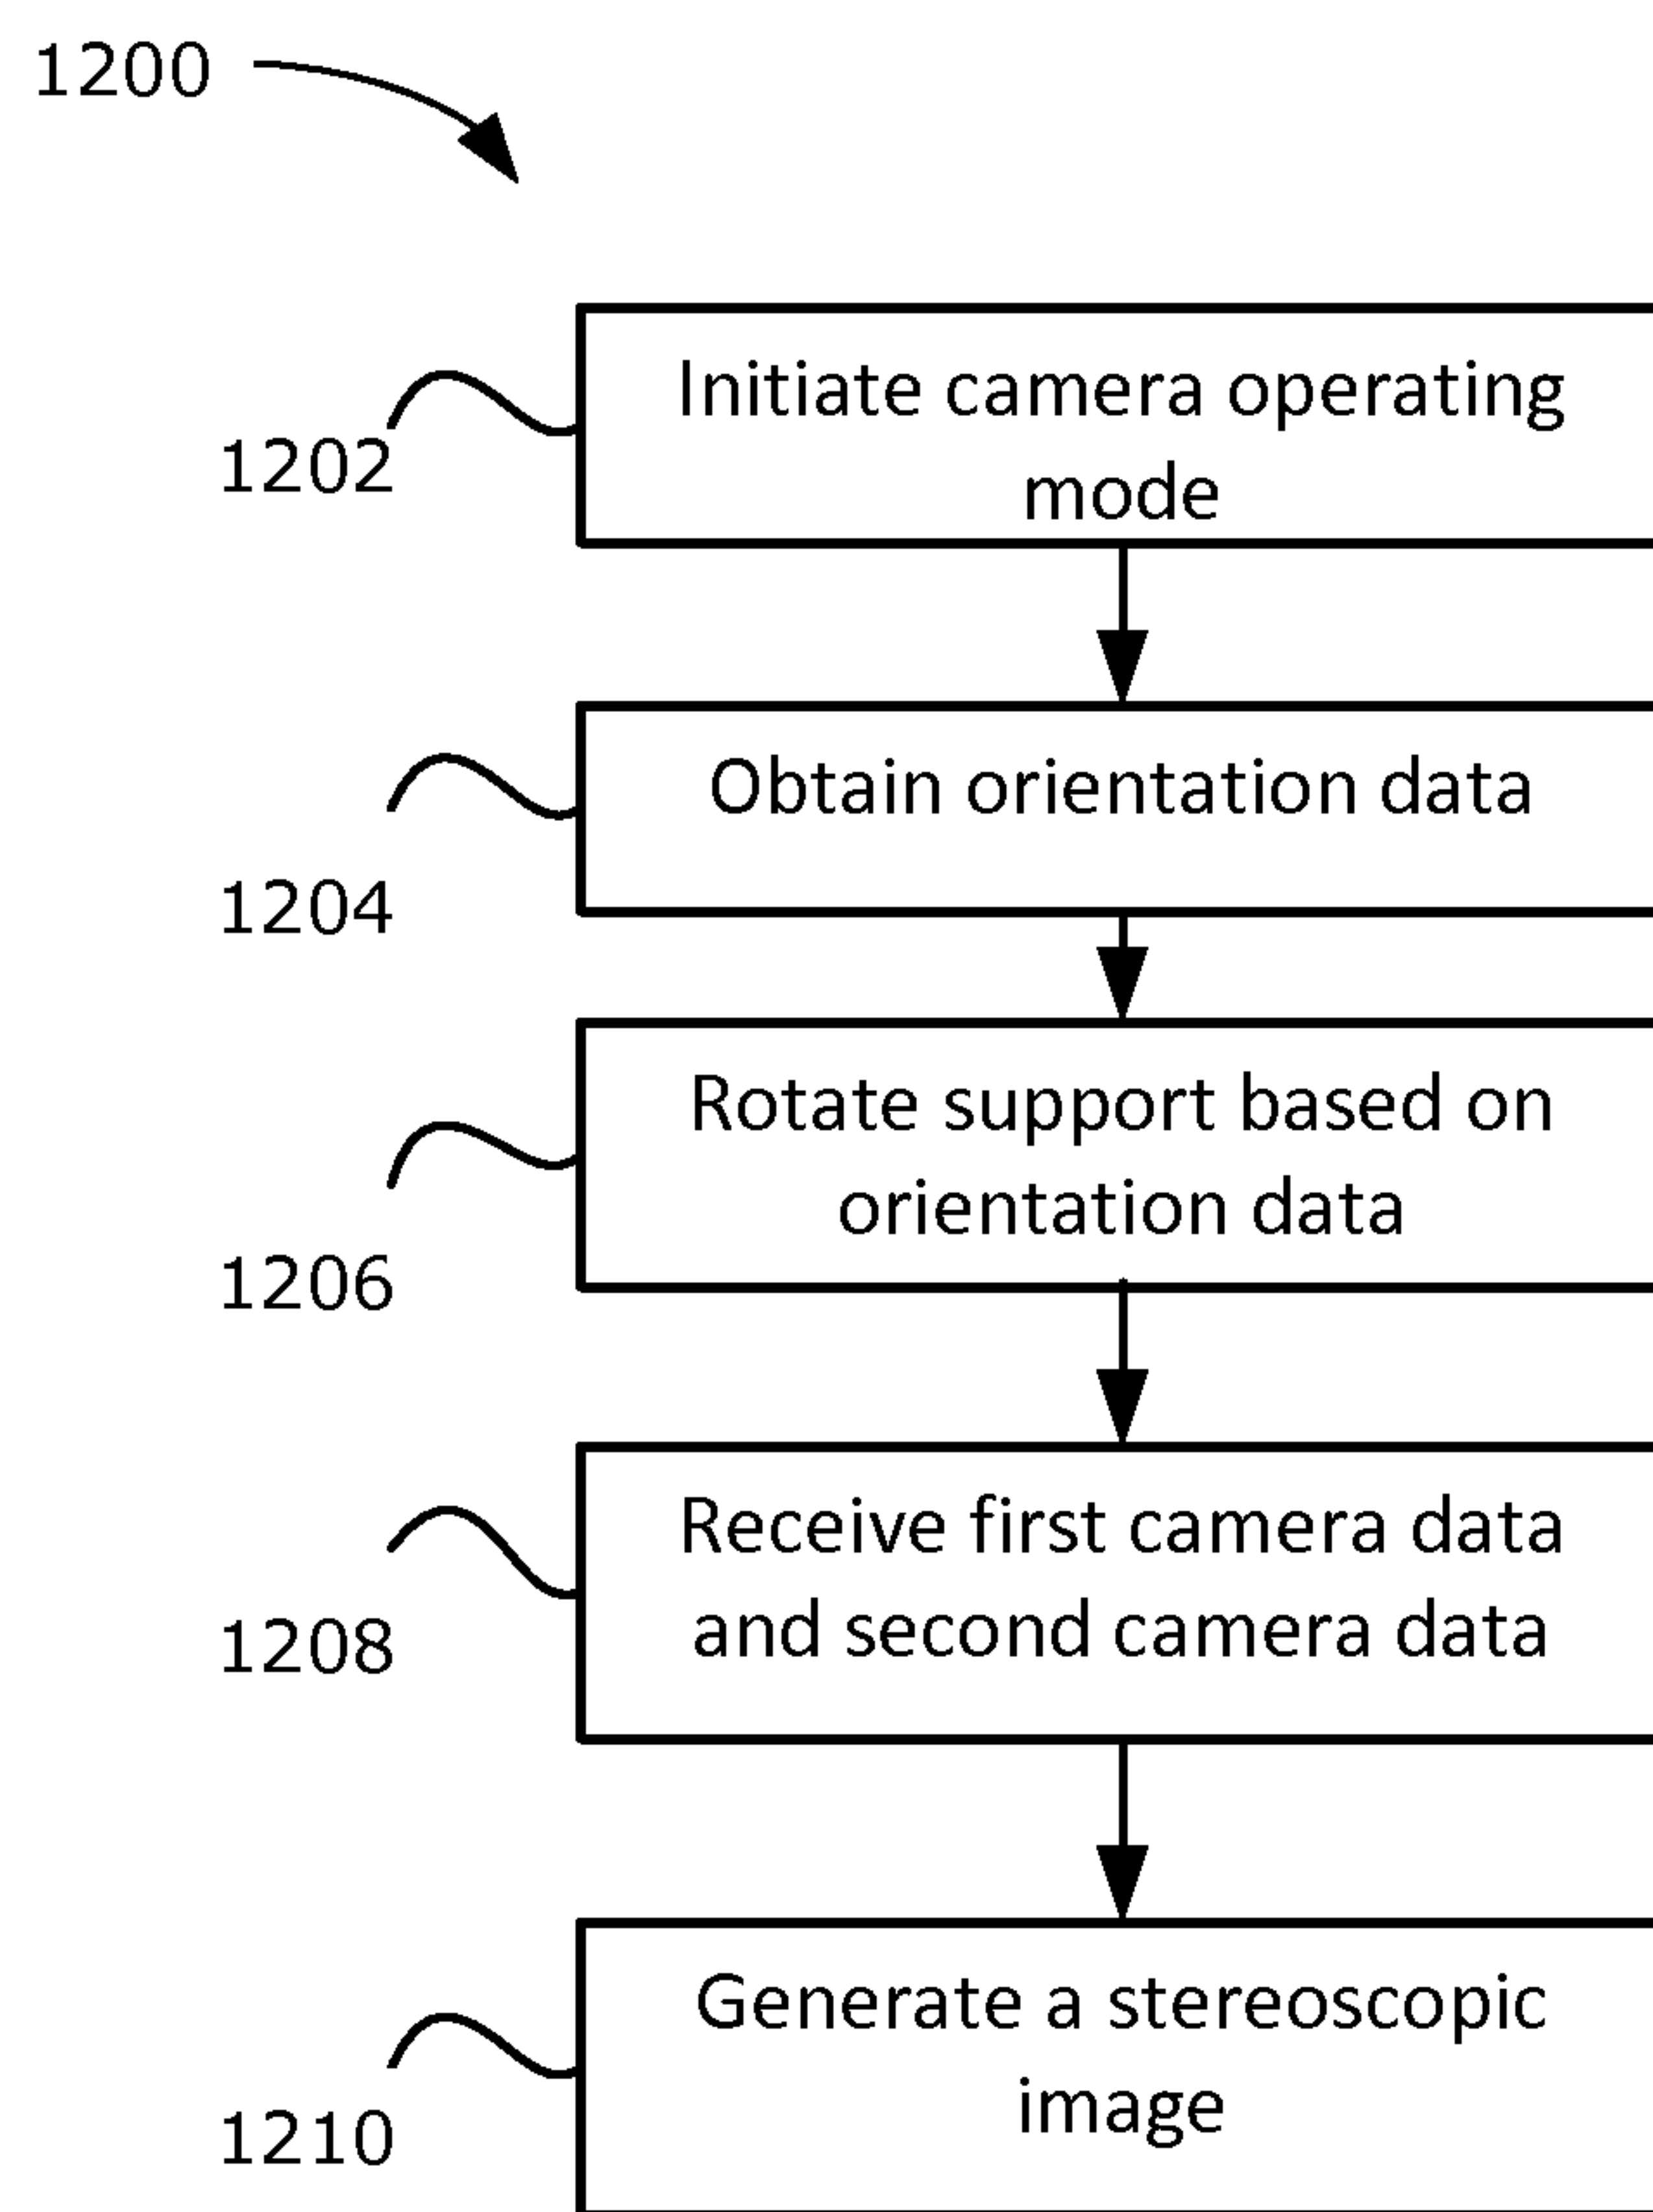 1200
Initiate camera operating
mode
1202
Obtain orientation data
1204
Rotate support based on
orientation data
1206
Receive first camera data
and second camera data
1208
Generate a stereoscopic
image
1210